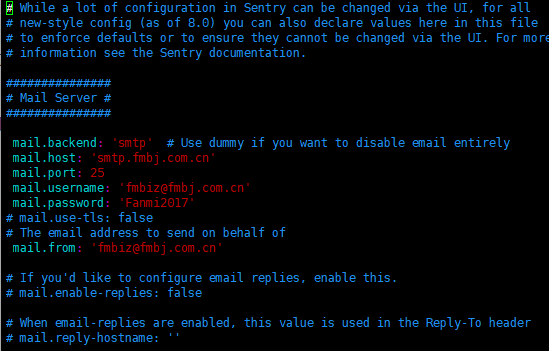 # While a lot of configuration in Sentry can be changed via the UI, for all
# new-style config (as of 8.0) you can also declare values here in this file
# to enforce defaults or to ensure they cannot be changed via the UI. For more
# information see the Sentry documentation.
###############
# Mail Server #
###############
mail.backend: 'smtp'  # Use dummy if you want to disable email entirely
mail.host: 'smtp.fmbj.com.cn'
mail.port: 25
mail.username: 'fmbiz@fmbj.com.cn'
mail.password: 'Fanmi2017'
# mail.use-tls: false
# The email address to send on behalf of
mail.from: 'fmbiz@fmbj.com.cn'
# If you'd like to configure email replies, enable this.
# mail.enable-replies: false
# When email-replies are enabled, this value is used in the Reply-To header
# mail.reply-hostname: ''